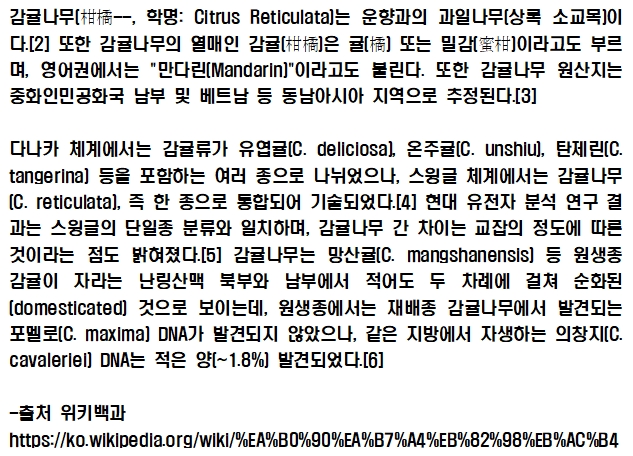 감귤나무(柑橘--, 학명: Citrus Reticulata)는 운향과의 과일나무(상록 소교목)이
다.[2] 또한 감귤나무의 열매인 감귤(柑橘)은 귤(橘) 또는 밀감(蜜柑)이라고도 부르
며, 영어권에서는 "만다린(Mandarin)"이라고도 불린다. 또한 감귤나무 원산지는
중화인민공화국 남부 및 베트남 등 동남아시아 지역으로 추정된다.[3]
다나카 체계에서는 감귤류가 유엽귤(C. deliciosa), 온주귤(C. unshiu), 탄제린(C.
tangerina) 등을 포함하는 여러 종으로 나뉘었으나, 스윙글 체계에서는 감귤나무
(C. reticulata), 즉 한 종으로 통합되어 기술되었다.[4] 현대 유전자 분석 연구 결
과는 스윙글의 단일종 분류와 일치하며, 감귤나무 간 차이는 교잡의 정도에 따른
것이라는 점도 밝혀졌다.[5] 감귤나무는 망산귤(C. mangshanensis) 등 원생종
감귤이 자라는 난링산맥 북부와 남부에서 적어도 두 차례에 걸쳐 순화된
(domesticated) 것으로 보이는데, 원생종에서는 재배종 감귤나무에서 발견되는
포멜로(C. maxima) DNA가 발견되지 않았으나, 같은 지방에서 자생하는 의창지(C.
cavaleriei) DNA는 적은 양(~1.8%) 발견되었다.[6]
-출처 위키백과
https://ko.wikipedia.org/wiki/%EA%B0%90%EA%B7%A4%EB%82%98%EB%AC%B4